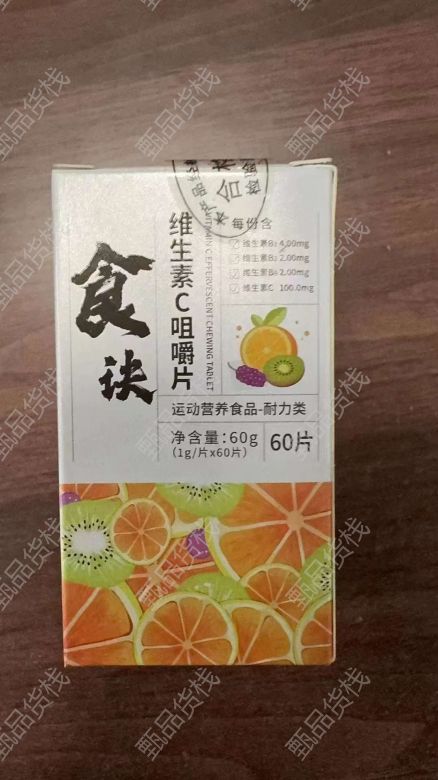 食诀
维生素C咀嚼片
VITAMIN C EFFERVESCENT CHEWING TABLET
合格
每份含
维生素B₁ 4.00mg
维生素B₂ 2.00mg
维生素B₆ 2.00mg
维生素C 100.0mg
运动营养食品-耐力类
净含量:60g
(1g/片x60片)
60片
甄品货栈